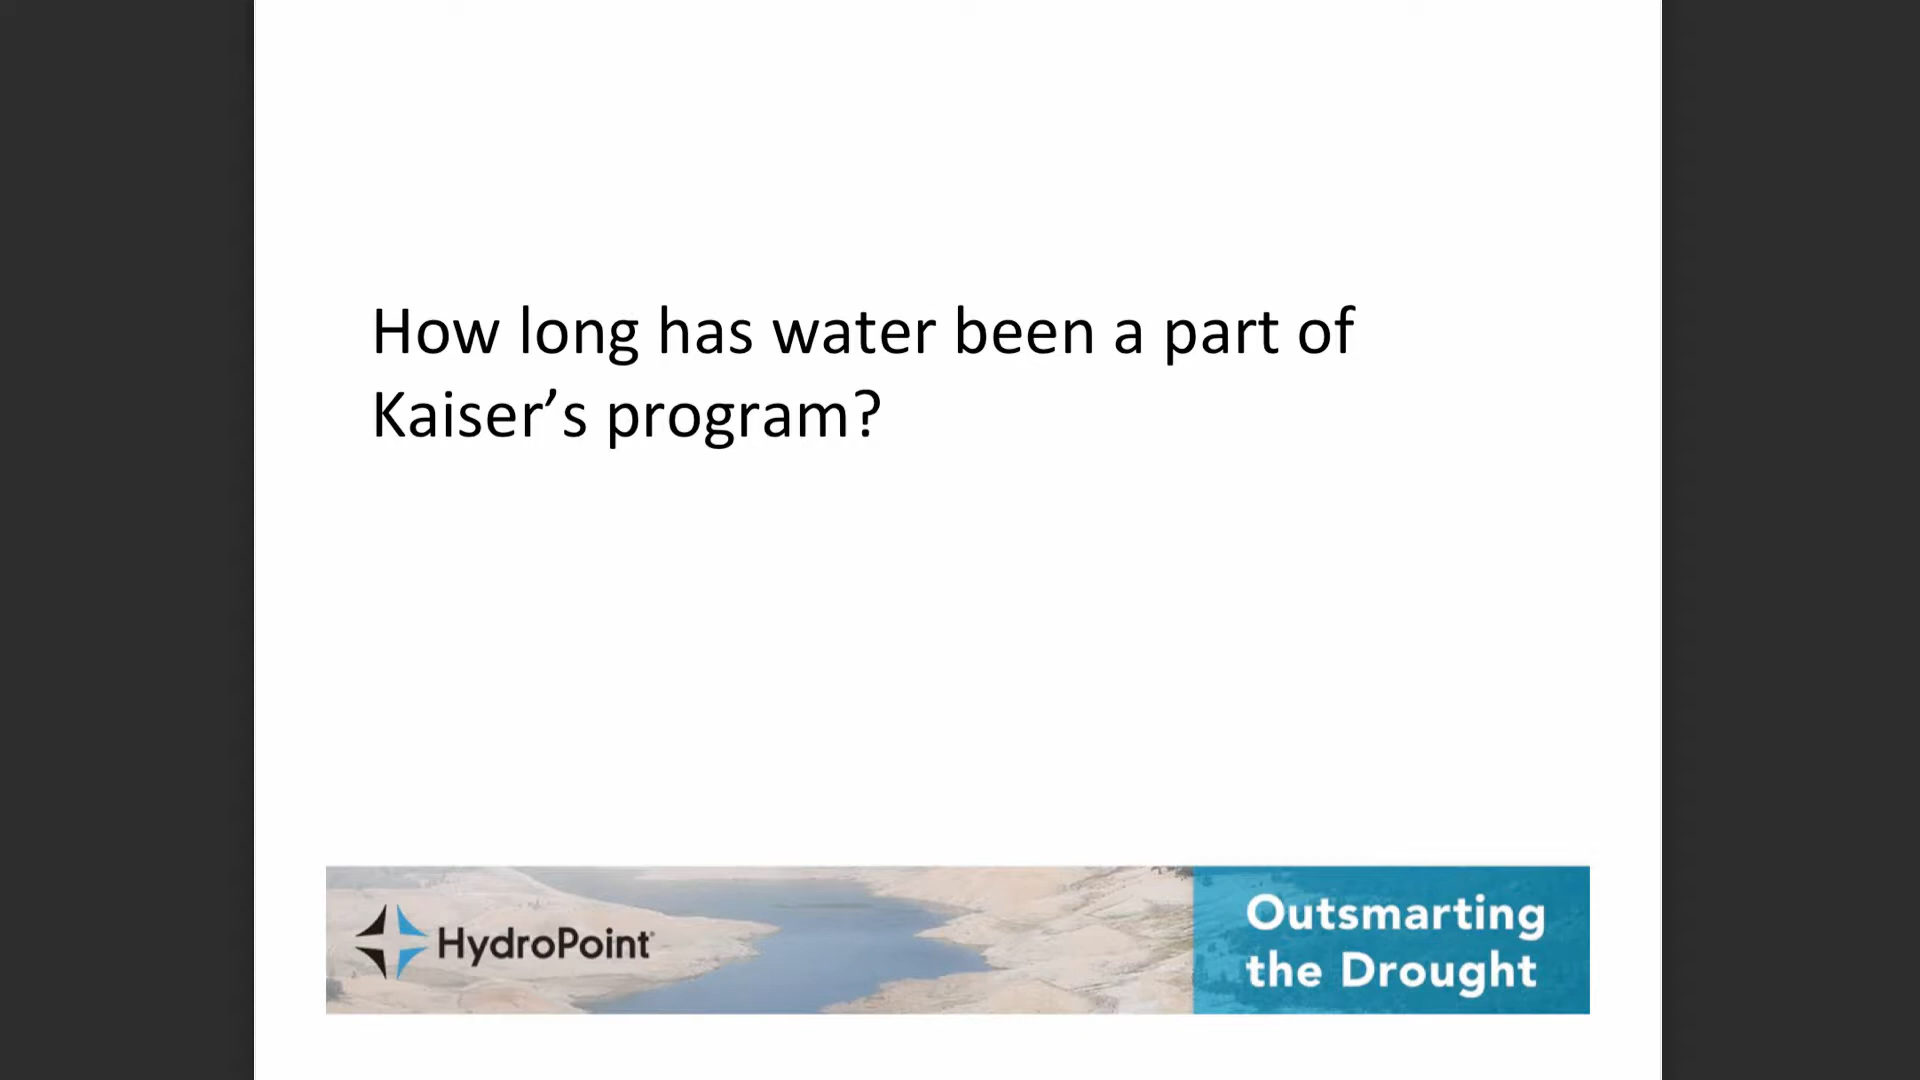 How long has water been a part of
Kaiser’s program?
HydroPoint
Outsmarting
the Drought